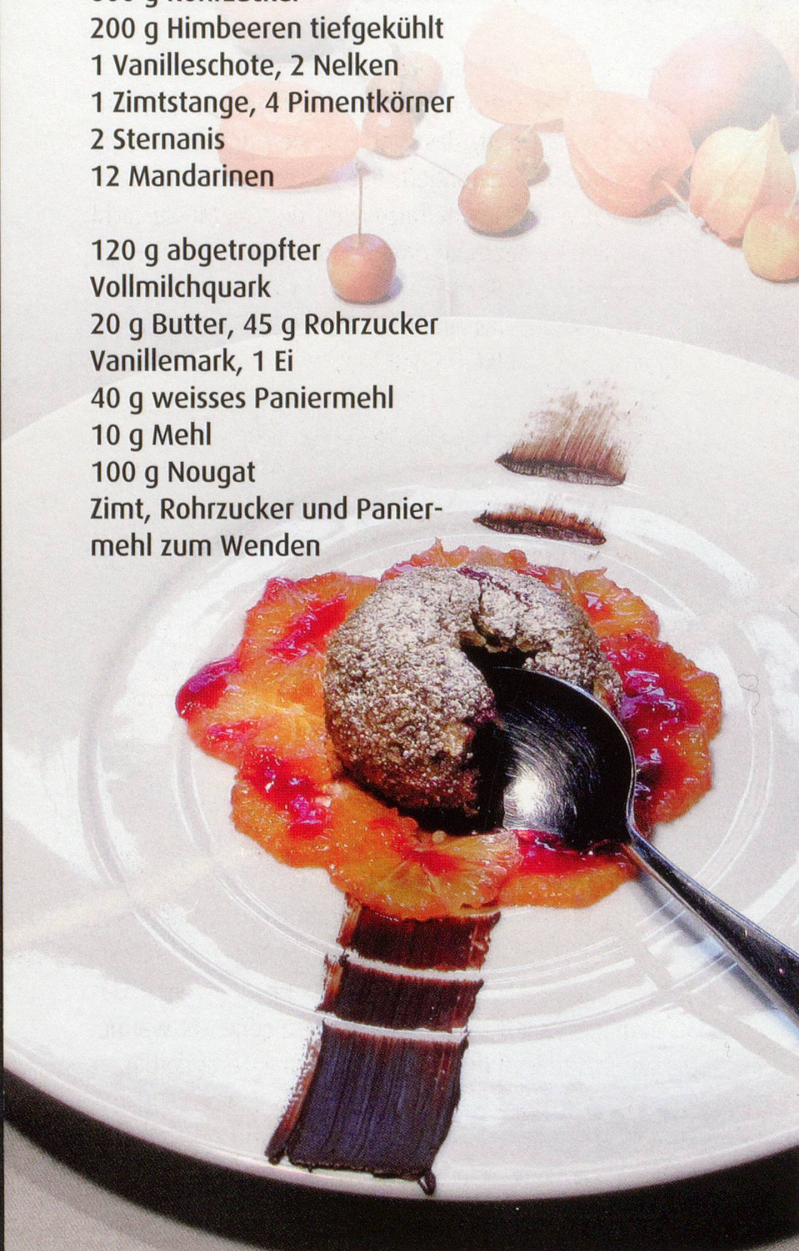 200 g Himbeeren tiefgekühlt
1 Vanilleschote, 2 Nelken
1 Zimtstange, 4 Pimentkörner
2 Sternanis
12 Mandarinen
120 g abgetropfter
Vollmilchquark
20 g Butter, 45 g Rohrzucker
Vanillemark, 1 Ei
40 g weisses Paniermehl
10 g Mehl
100 g Nougat
Zimt, Rohrzucker und Panier-
mehl zum Wenden